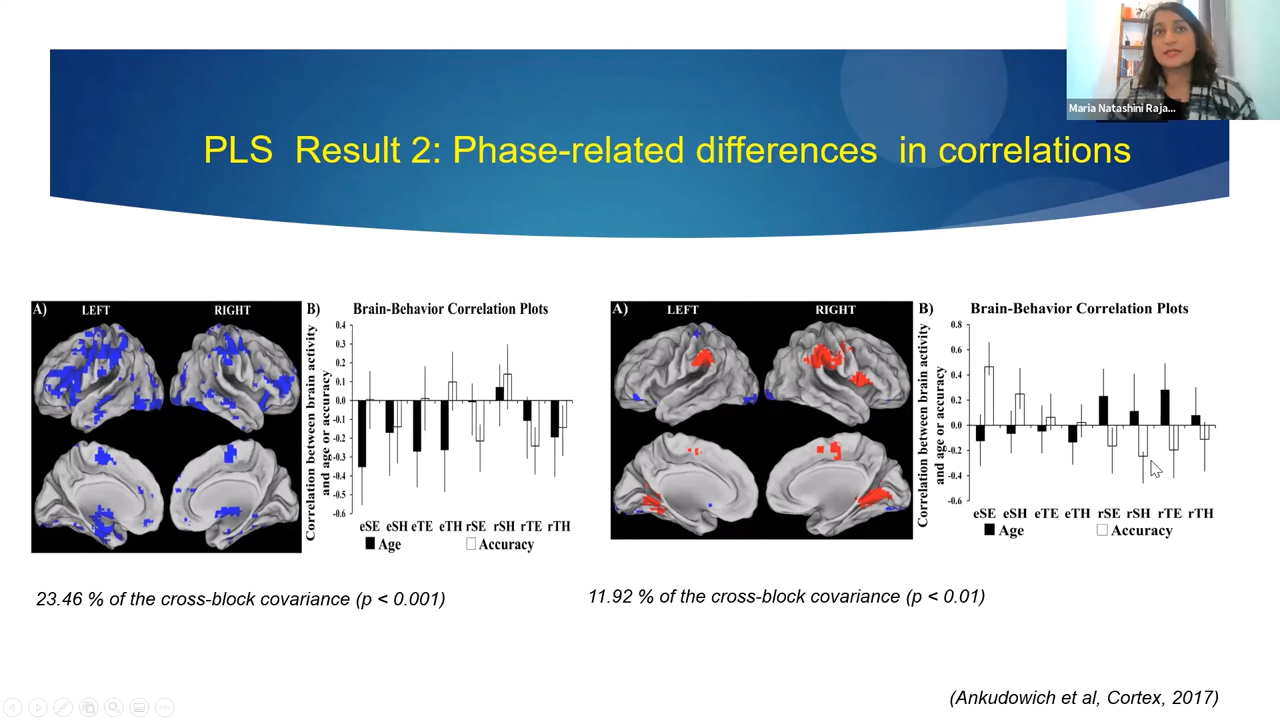 Maria Natashini Raja...
PLS Result 2: Phase-related differences in correlations
A)
LEFT
RIGHT
B)
Brain-Behavior Correlation Plots
Correlation between brain activity
and age or accuracy
0.4
0.3
0.2
0.1
0.0
-0.1
-0.2
-0.3
-0.4
-0.5
-0.6
eSE eSH eTE eTH rSE rSH rTE rTH
Age
Accuracy
23.46 % of the cross-block covariance (p < 0.001)
A)
LEFT
RIGHT
B)
Brain-Behavior Correlation Plots
Correlation between brain activity
and age or accuracy
0.8
0.6
0.4
0.2
0.0
-0.2
-0.4
-0.6
eSE eSH eTE eTH rSE rSH rTE rTH
Age
Accuracy
11.92 % of the cross-block covariance (p < 0.01)
(Ankudowich et al, Cortex, 2017)